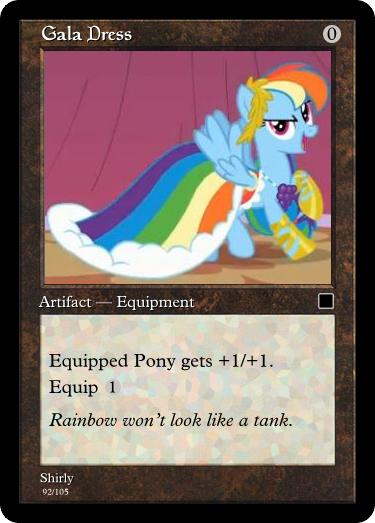 Gala Dress 0
Artifact — Equipment
Equipped Pony gets +1/+1.
Equip 1
Rainbow won't look like a tank.
Shirly
92/105